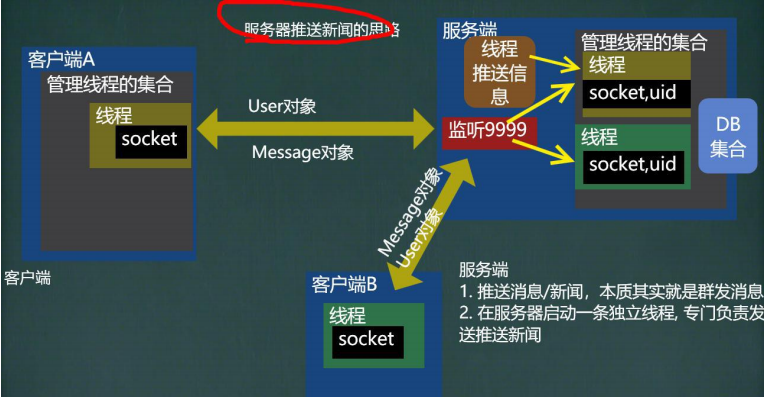 服务器推送新闻的思路
客户端A
管理线程的集合
线程
socket
User对象
Message对象
服务端
线程
推送信
息
监听9999
管理线程的集合
线程
socket,uid
线程
socket,uid
DB
集合
Message对象
User对象
客户端
客户端B
线程
socket
服务端
1. 推送消息/新闻，本质其实就是群发消息
2. 在服务器启动一条独立线程, 专门负责发
送推送新闻